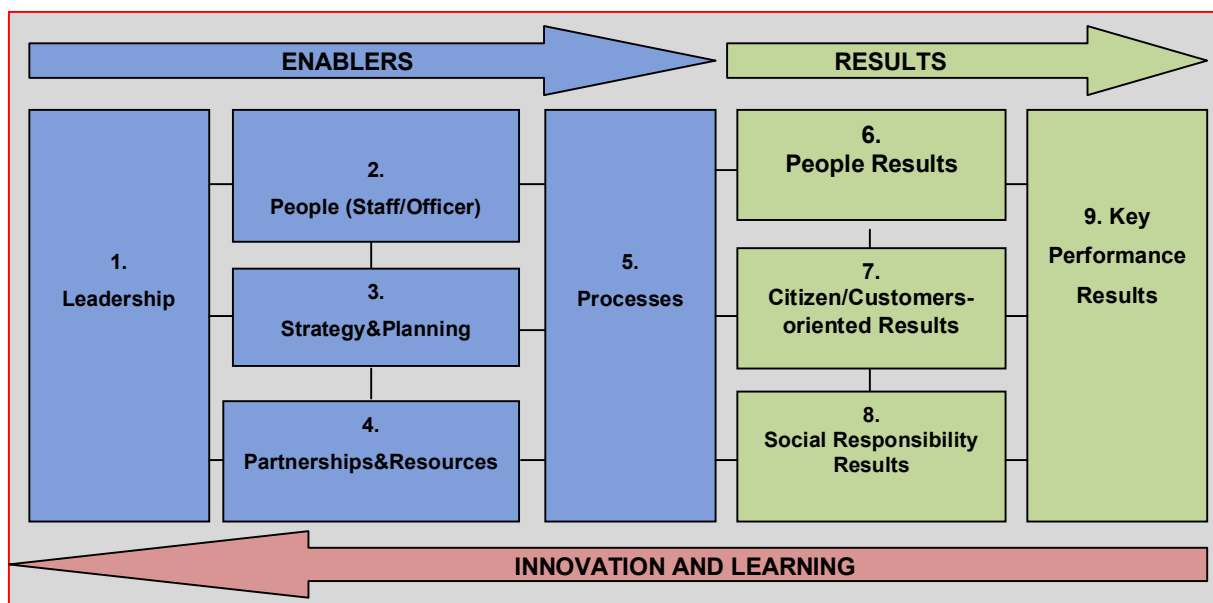 ENABLERS
RESULTS
1.
Leadership
2.
People (Staff/Officer)
3.
Strategy&Planning
4.
Partnerships&Resources
5.
Processes
6.
People Results
7.
Citizen/Customers-
oriented Results
8.
Social Responsibility
Results
9. Key
Performance
Results
INNOVATION AND LEARNING